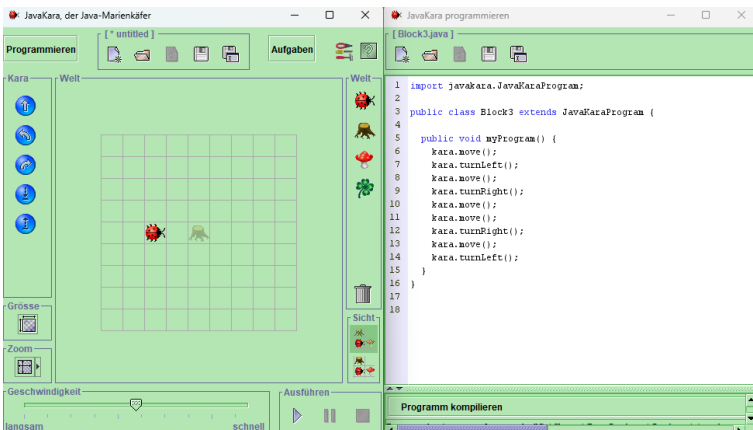 JavaKara, der Java-Marienkäfer
Programmieren
[* untitled ]
Aufgaben
Kara
Welt
Welt
Grösse
Zoom
Sicht
Geschwindigkeit
langsam
schnell
Ausführen
JavaKara programmieren
[ Block3.java ]
1 import javakara.JavaKaraProgram;
2
3 public class Block3 extends JavaKaraProgram {
4
5 public void myProgram() {
6 kara.move();
7 kara.turnLeft();
8 kara.move();
9 kara.turnRight();
10 kara.move();
11 kara.move();
12 kara.turnRight();
13 kara.move();
14 kara.turnLeft();
15 }
16 }
17
18
Programm kompilieren